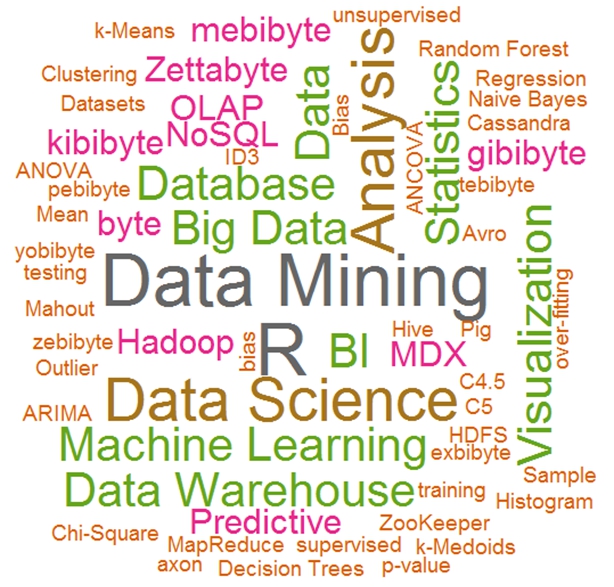 unsupervised
k-Means
mebibyte
Random Forest
Clustering
Zettabyte
Data
Analysis
Statistics
Regression
Datasets
OLAP
Bias
Naive Bayes
kibibyte
NoSQL
ANCOVA
Cassandra
ID3
gibibyte
ANOVA
pebibyte
Database
tebibyte
Mean
byte
Big Data
Avro
Visualization
yobibyte
testing
Data Mining
over-fitting
Mahout
zebibyte
Hadoop
bias
R
BI
Hive
Pig
MDX
Outlier
C4.5
ARIMA
Data Science
C5
Machine Learning
HDFS
exbibyte
Data Warehouse
training
Sample
Histogram
Predictive
ZooKeeper
Chi-Square
MapReduce
supervised
k-Medoids
axon
Decision Trees
p-value